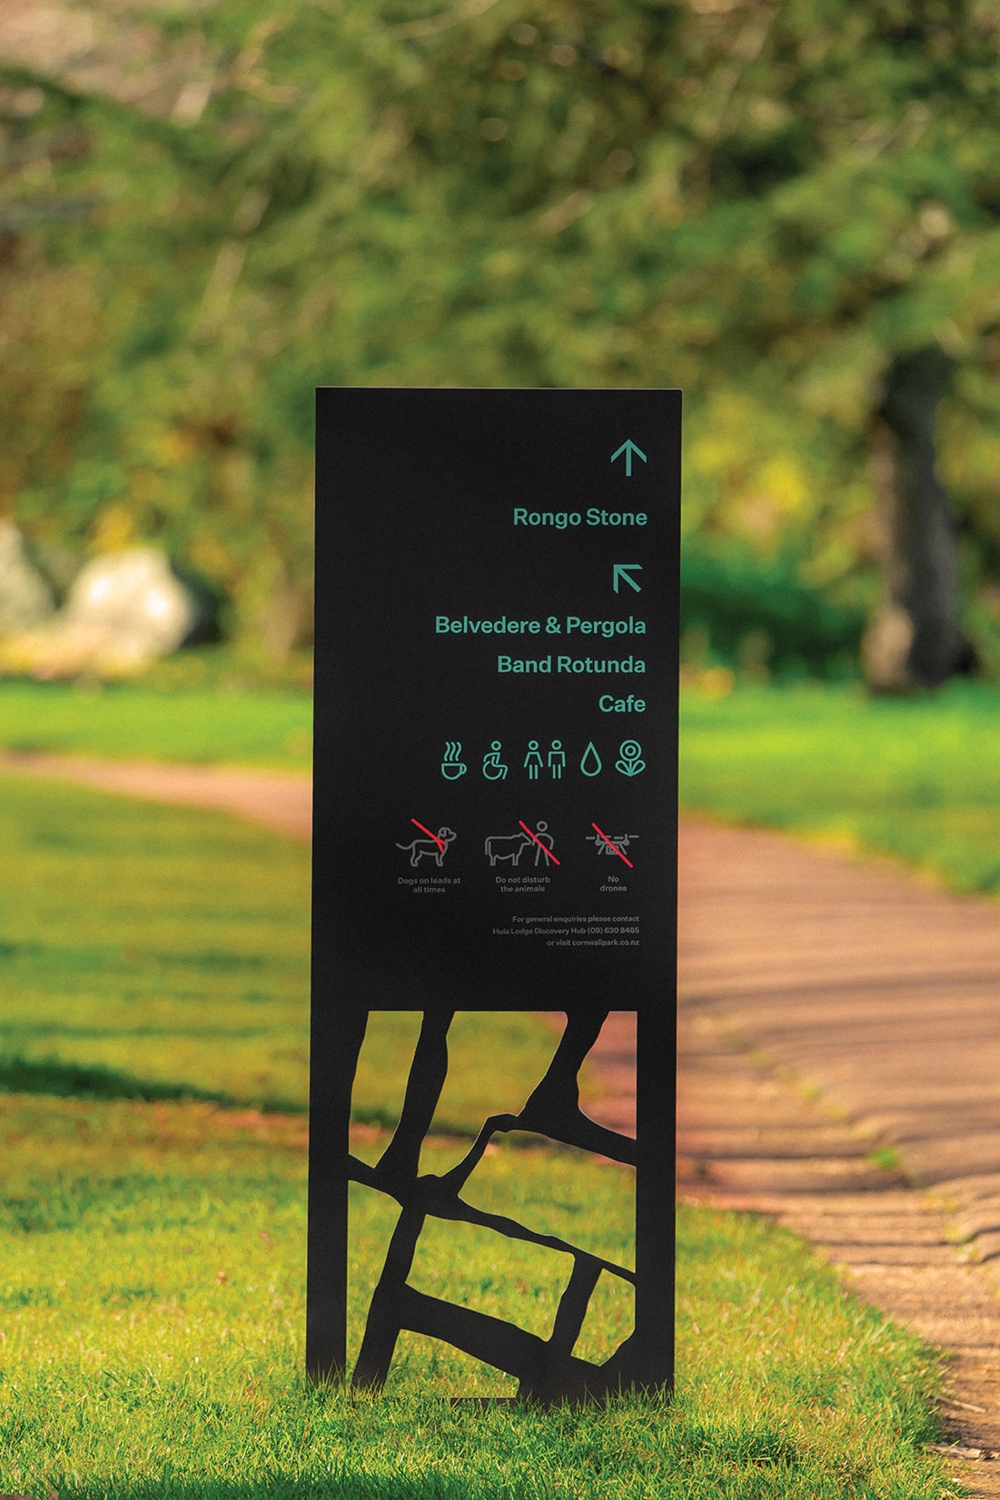 Rongo Stone
Belvedere & Pergola
Band Rotunda
Cafe
Dogs on leads at
all times
Do not disturb
the animals
No
drones
For general enquiries please contact
Huia Lodge Discovery Hub (09) 630 8485
or visit cornwallpark.co.nz